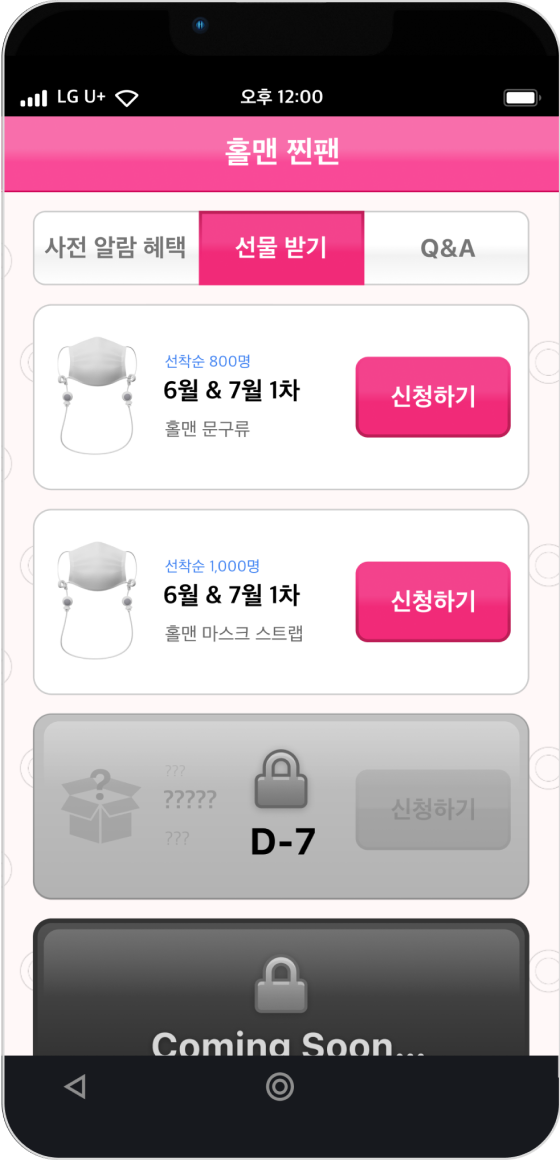 LG U+
오후 12:00
홀맨 찐팬
사전 알람 혜택
선물 받기
Q&A
선착순 800명
6월 & 7월 1차
홀맨 문구류
신청하기
선착순 1,000명
6월 & 7월 1차
홀맨 마스크 스트랩
신청하기
???
?????
???
D-7
신청하기
Coming Soon...